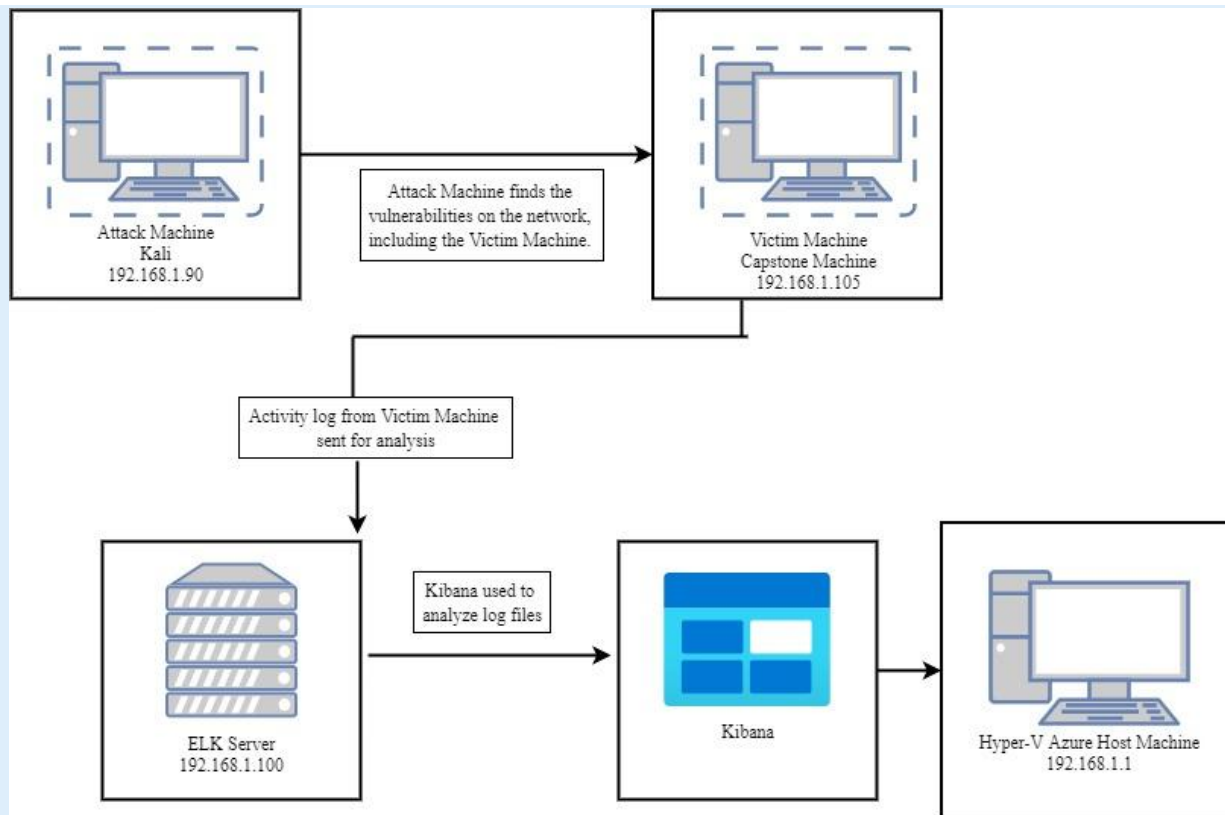 Attack Machine
Kali
192.168.1.90
Attack Machine finds the
vulnerabilities on the network,
including the Victim Machine.
Victim Machine
Capstone Machine
192.168.1.105
Activity log from Victim Machine
sent for analysis
ELK Server
192.168.1.100
Kibana used to
analyze log files
Kibana
Hyper-V Azure Host Machine
192.168.1.1